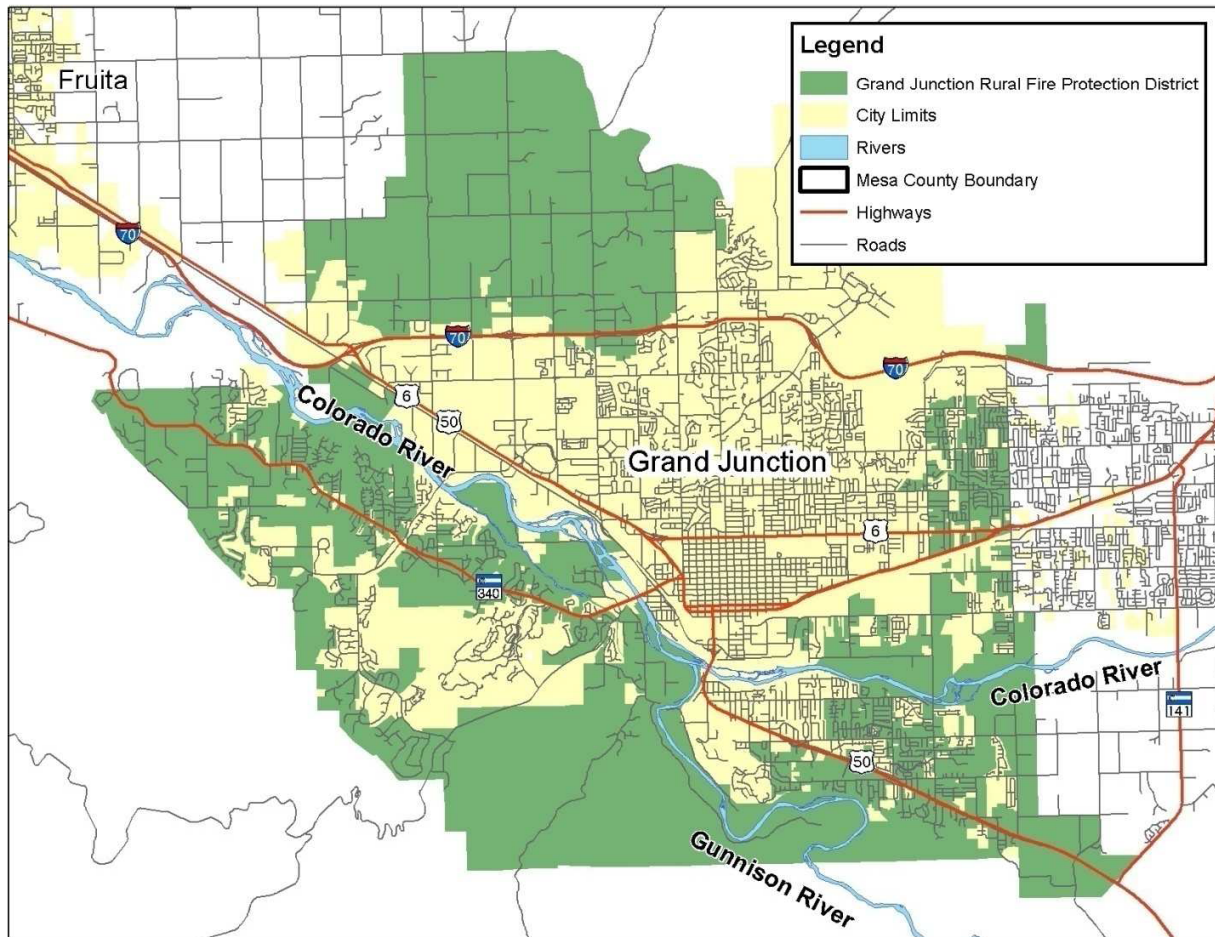 Fruita
Legend
Grand Junction Rural Fire Protection District
City Limits
Rivers
Mesa County Boundary
Highways
Roads
70
70
70
6
50
Colorado River
Grand Junction
6
340
Colorado River
141
50
Gunnison River